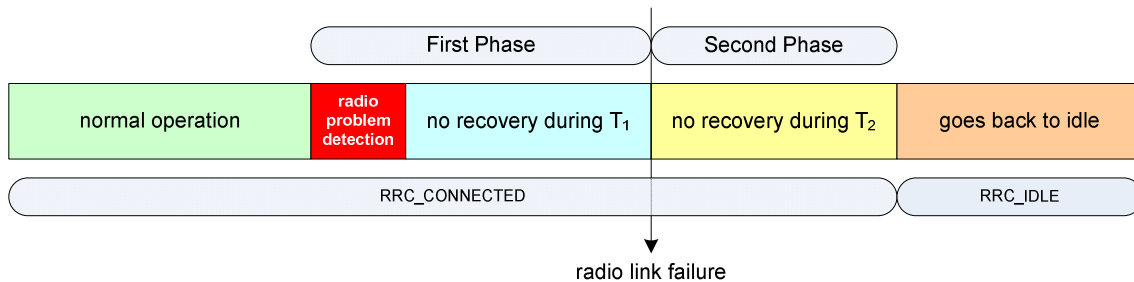 First Phase
Second Phase
normal operation
radio
problem
detection
no recovery during T₁
no recovery during T₂
goes back to idle
RRC_CONNECTED
RRC_IDLE
radio link failure